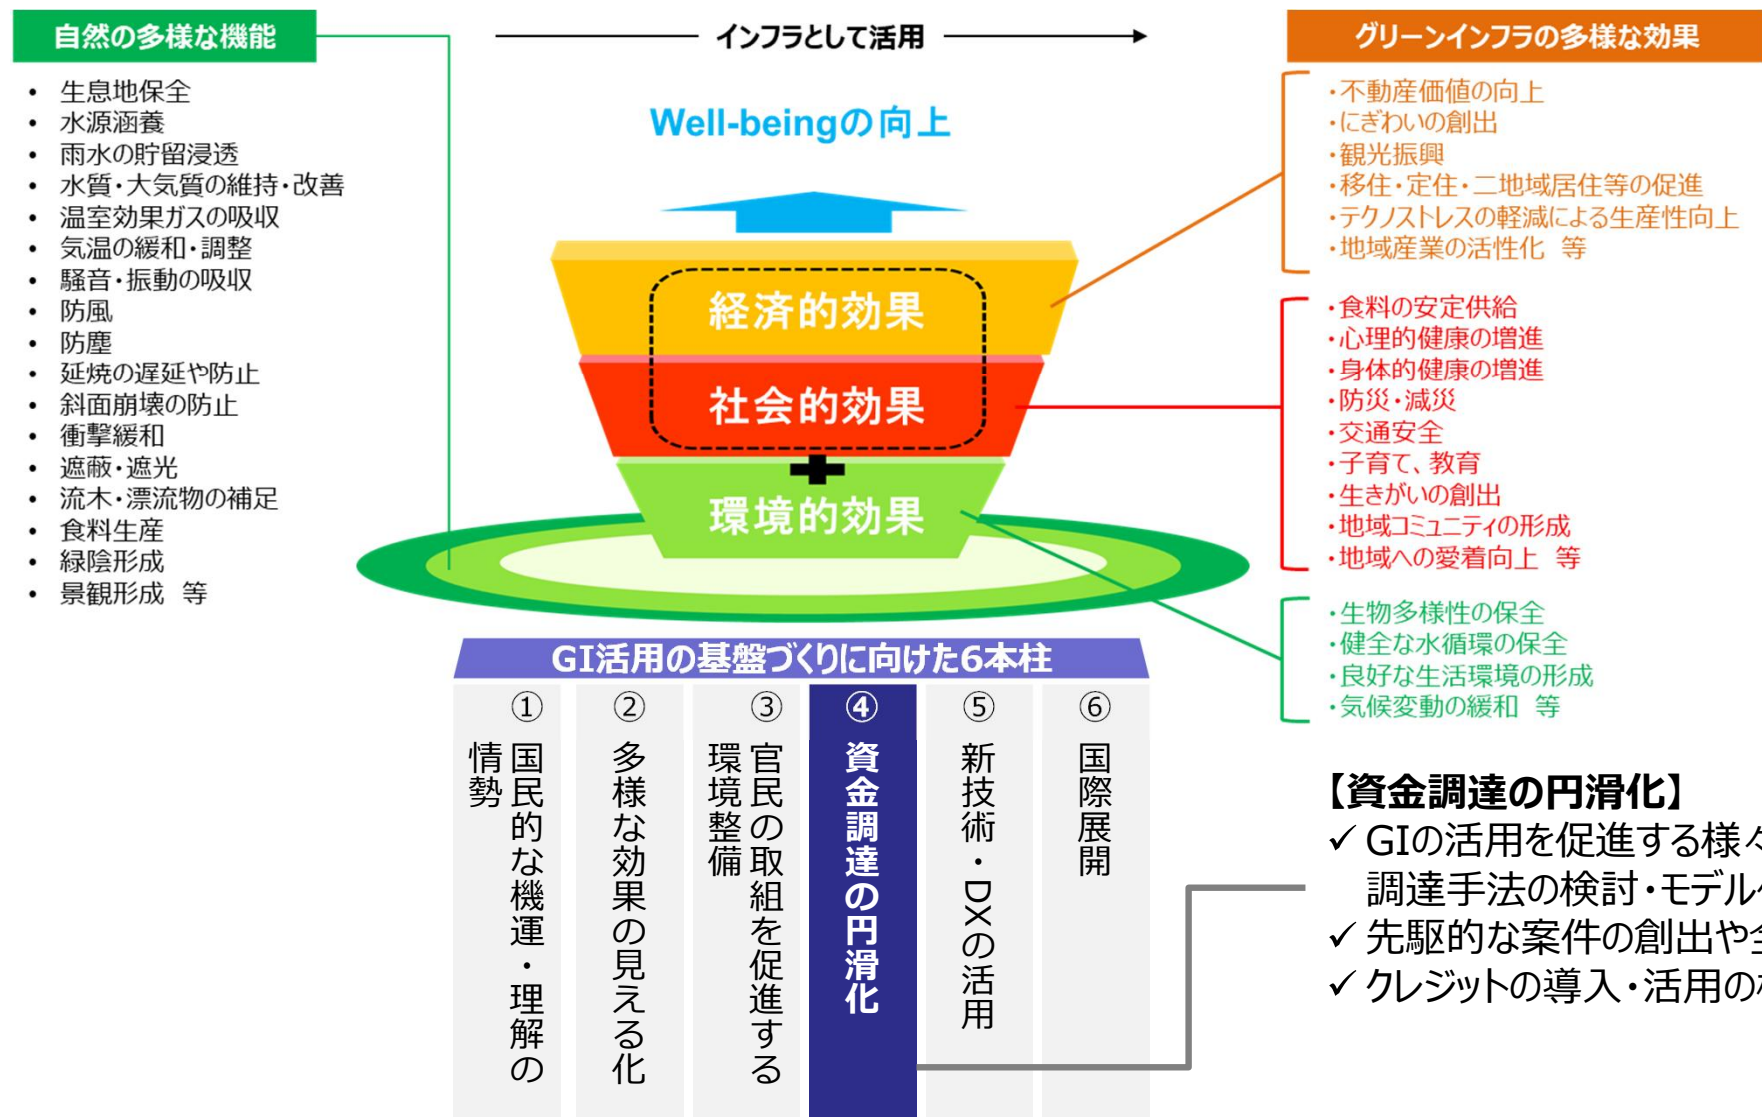 自然の多様な機能
インフラとして活用
グリーンインフラの多様な効果
• 生息地保全
• 水源涵養
• 雨水の貯留浸透
• 水質・大気質の維持・改善
• 温室効果ガスの吸収
• 気温の緩和・調整
• 騒音・振動の吸収
• 防風
• 防塵
• 延焼の遅延や防止
• 斜面崩壊の防止
• 衝撃緩和
• 遮蔽・遮光
• 流木・漂流物の補足
• 食料生産
• 緑陰形成
• 景観形成 等
Well-beingの向上
経済的効果
社会的効果
+
環境的効果
・不動産価値の向上
・にぎわいの創出
・観光振興
・移住・定住・二地域居住等の促進
・テクノストレスの軽減による生産性向上
・地域産業の活性化 等
・食料の安定供給
・心理的健康の増進
・身体的健康の増進
・防災・減災
・交通安全
・子育て、教育
・生きがいの創出
・地域コミュニティの形成
・地域への愛着向上 等
・生物多様性の保全
・健全な水循環の保全
・良好な生活環境の形成
・気候変動の緩和 等
GI活用の基盤づくりに向けた6本柱
①
国民的な機運・理解の
情勢
②
多様な効果の見える化
③
官民の取組を促進する
環境整備
④
資金調達の円滑化
⑤
新技術・DXの活用
⑥
国際展開
【資金調達の円滑化】
✓ GIの活用を促進する様々
調達手法の検討・モデル
✓ 先駆的な案件の創出や
✓ クレジットの導入・活用の